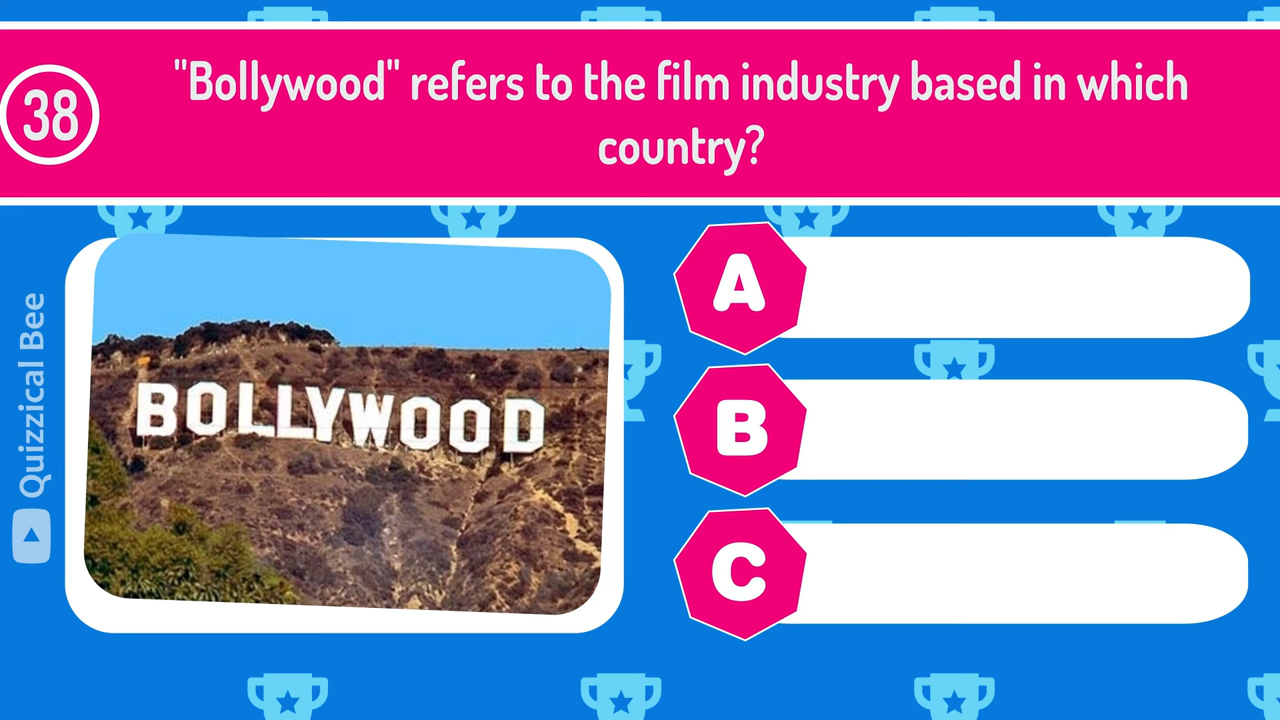 38
"Bollywood" refers to the film industry based in which
country?
Quizzical Bee
BOLLYWOOD
A
B
C